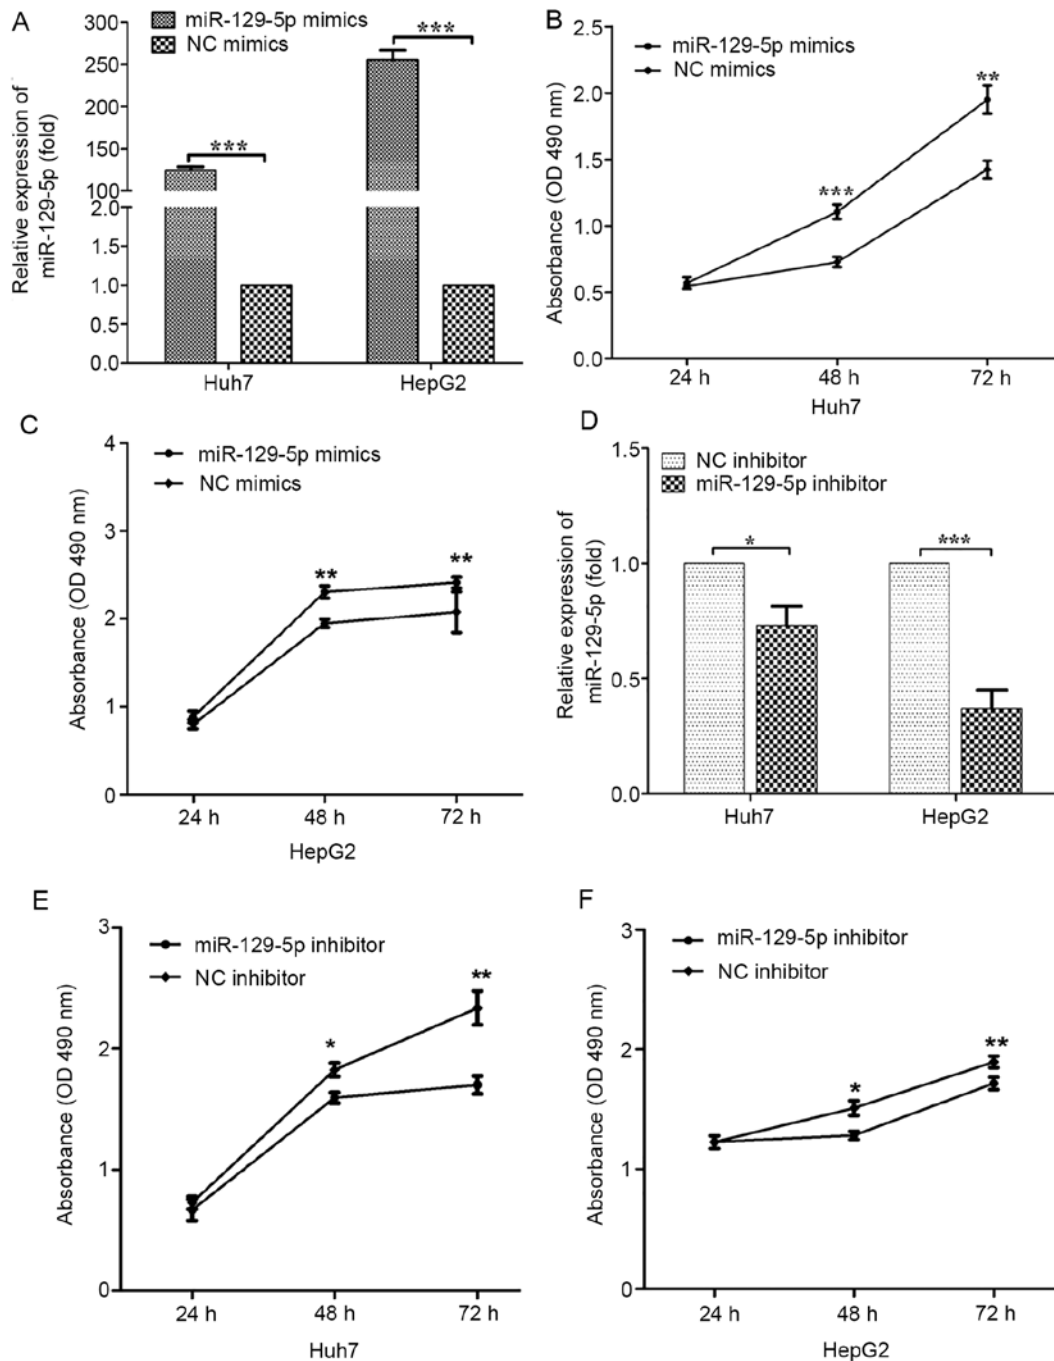 A
Relative expression of
miR-129-5p (fold)
300
250
200
150
100
2.0
1.5
1.0
0.5
0.0
miR-129-5p mimics
NC mimics
***
***
Huh7
HepG2
B
Absorbance (OD 490 nm)
2.5
2.0
1.5
1.0
0.5
0.0
miR-129-5p mimics
NC mimics
***
**
24 h
48 h
72 h
Huh7
C
Absorbance (OD 490 nm)
4
3
2
1
0
miR-129-5p mimics
NC mimics
**
**
24 h
48 h
72 h
HepG2
D
Relative expression of
miR-129-5p (fold)
1.5
1.0
0.5
0.0
NC inhibitor
miR-129-5p inhibitor
*
***
Huh7
HepG2
E
Absorbance (OD 490 nm)
3
2
1
0
miR-129-5p inhibitor
NC inhibitor
*
**
24 h
48 h
72 h
Huh7
F
Absorbance (OD 490 nm)
3
2
1
0
miR-129-5p inhibitor
NC inhibitor
*
**
24 h
48 h
72 h
HepG2